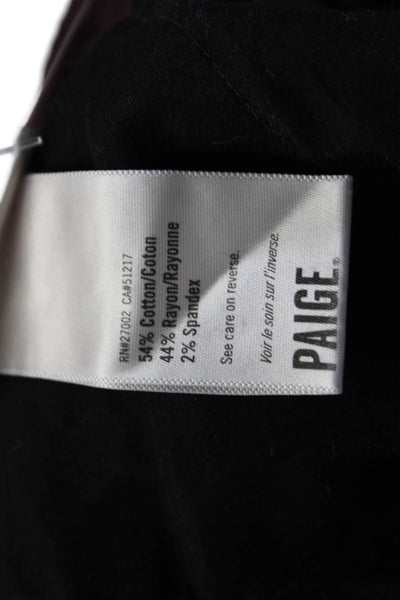 PAIGE®
Voir le soin sur l'inverse.
See care on reverse.
2% Spandex
44% Rayon/Rayonne
54% Cotton/Coton
RN#27002 CA#51217